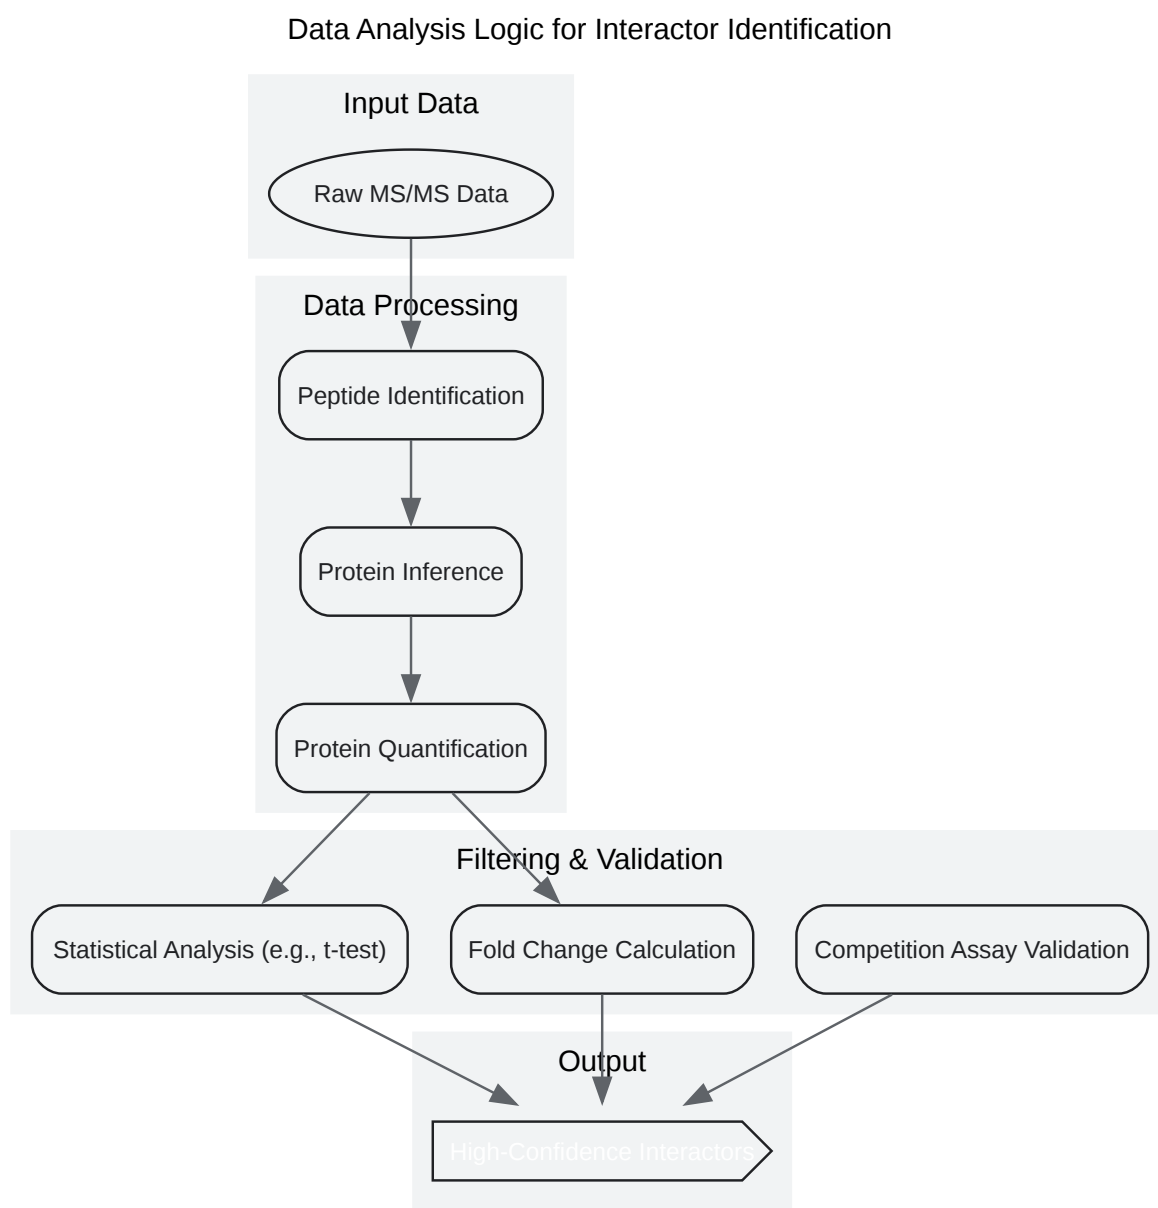 Data Analysis Logic for Interactor Identification
Input Data
Raw MS/MS Data
Data Processing
Peptide Identification
Protein Inference
Protein Quantification
Filtering & Validation
Statistical Analysis (e.g., t-test)
Fold Change Calculation
Competition Assay Validation
Output
High-Confidence Interactors